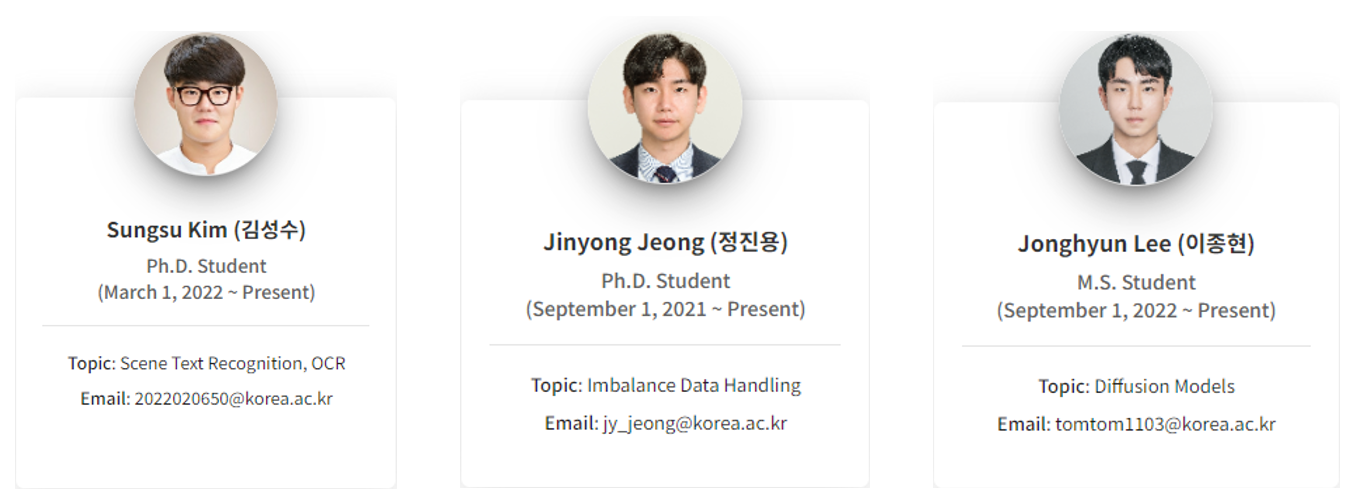 Sungsu Kim (김성수)
Ph.D. Student
(March 1, 2022 ~ Present)
Topic: Scene Text Recognition, OCR
Email: 2022020650@korea.ac.kr
Jinyong Jeong (정진용)
Ph.D. Student
(September 1, 2021 ~ Present)
Topic: Imbalance Data Handling
Email: jy_jeong@korea.ac.kr
Jonghyun Lee (이종현)
M.S. Student
(September 1, 2022 ~ Present)
Topic: Diffusion Models
Email: tomtom1103@korea.ac.kr